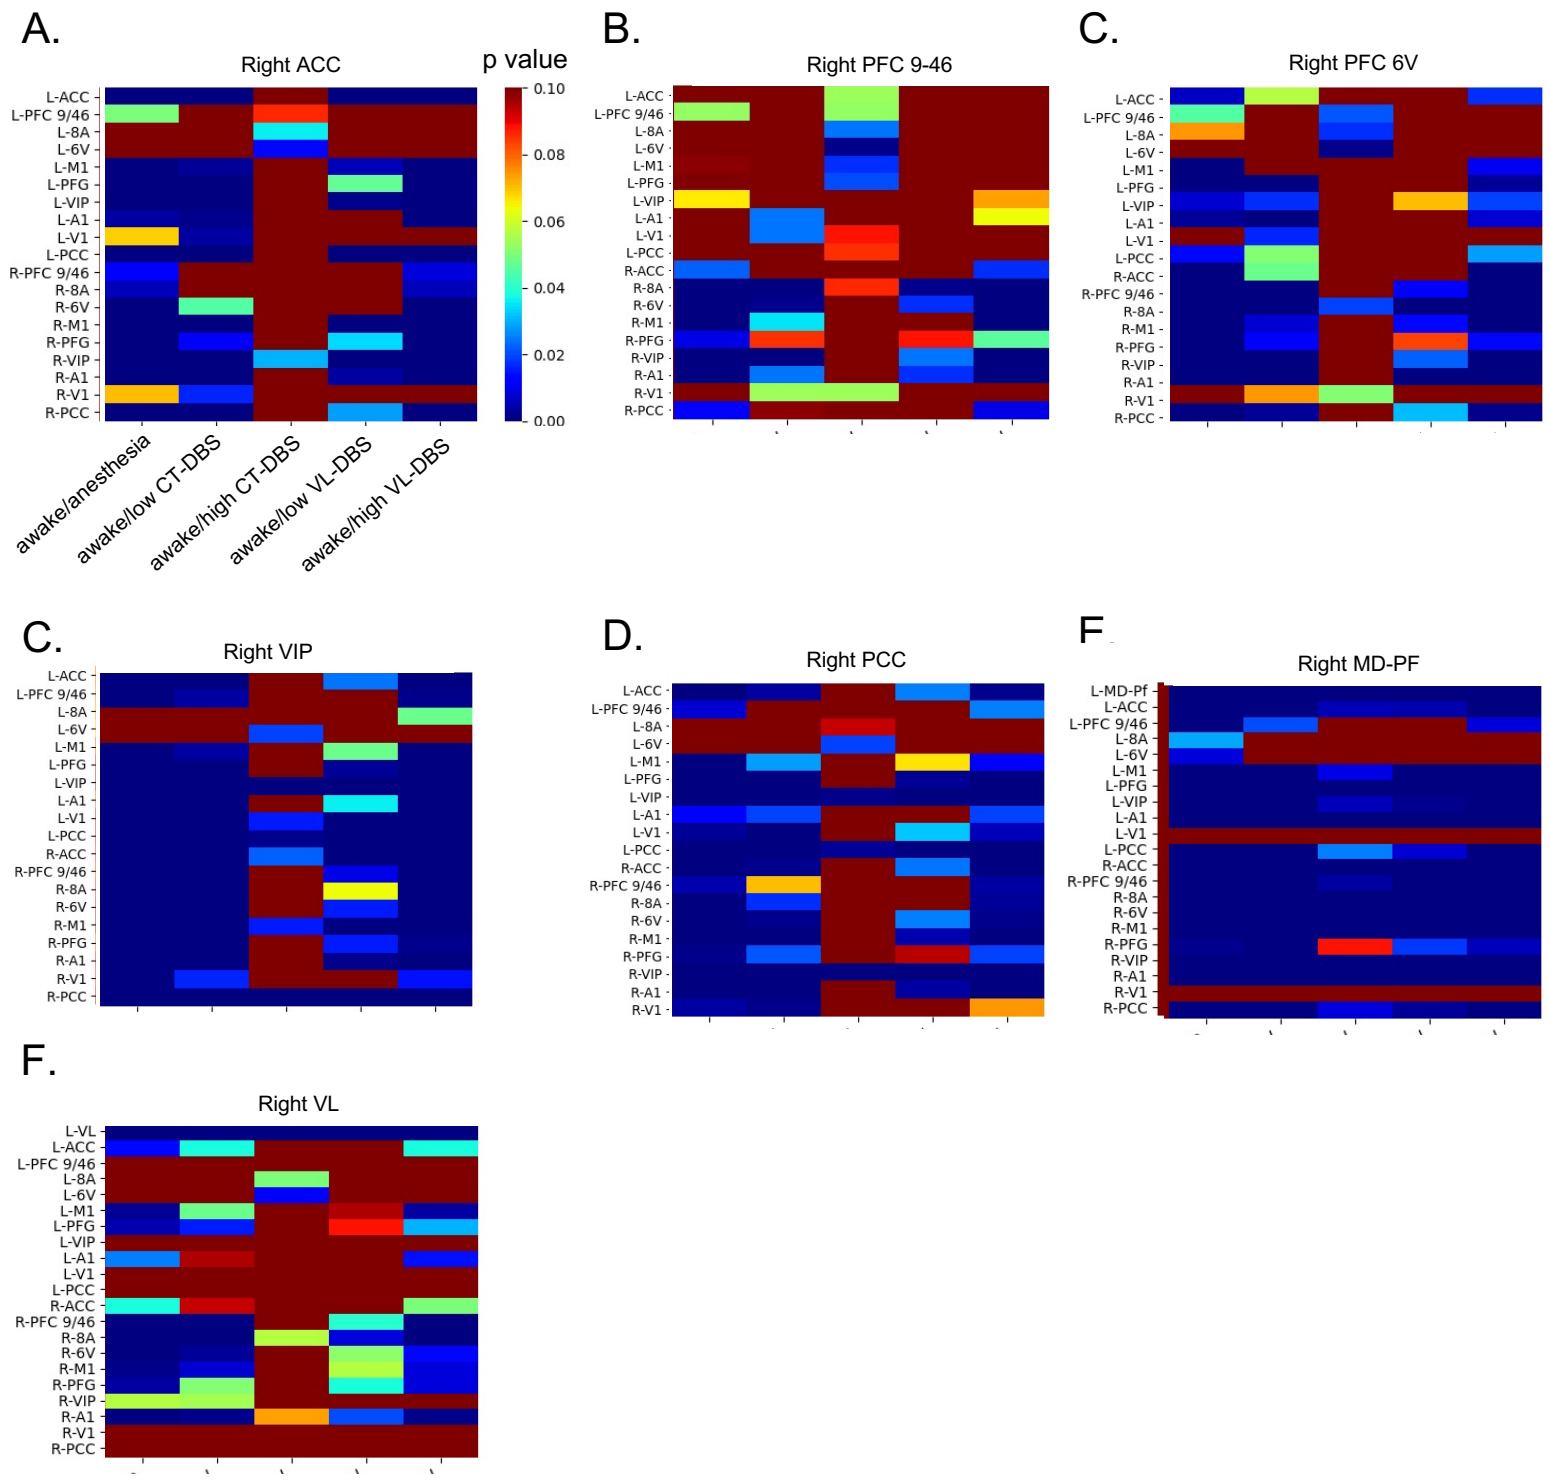 A.
Right ACC
p value
L-ACC
L-PFC 9/46
L-8A
L-6V
L-M1
L-PFG
L-VIP
L-A1
L-V1
L-PCC
R-PFC 9/46
R-8A
R-6V
R-M1
R-PFG
R-VIP
R-A1
R-V1
R-PCC
awake/anesthesia
awake/low CT-DBS
awake/high CT-DBS
awake/low VL-DBS
awake/high VL-DBS
0.10
0.08
0.06
0.04
0.02
0.00
B.
Right PFC 9-46
L-ACC
L-PFC 9/46
L-8A
L-6V
L-M1
L-PFG
L-VIP
L-A1
L-V1
L-PCC
R-ACC
R-8A
R-6V
R-M1
R-PFG
R-VIP
R-A1
R-V1
R-PCC
C.
Right PFC 6V
L-ACC
L-PFC 9/46
L-8A
L-6V
L-M1
L-PFG
L-VIP
L-A1
L-V1
L-PCC
R-ACC
R-PFC 9/46
R-8A
R-M1
R-PFG
R-VIP
R-A1
R-V1
R-PCC
C.
Right VIP
L-ACC
L-PFC 9/46
L-8A
L-6V
L-M1
L-PFG
L-VIP
L-A1
L-V1
L-PCC
R-ACC
R-PFC 9/46
R-8A
R-6V
R-M1
R-PFG
R-A1
R-V1
R-PCC
D.
Right PCC
L-ACC
L-PFC 9/46
L-8A
L-6V
L-M1
L-PFG
L-VIP
L-A1
L-V1
L-PCC
R-ACC
R-PFC 9/46
R-8A
R-6V
R-M1
R-PFG
R-VIP
R-A1
R-V1
E.
Right MD-PF
L-MD-Pf
L-ACC
L-PFC 9/46
L-8A
L-6V
L-M1
L-PFG
L-VIP
L-A1
L-V1
L-PCC
R-ACC
R-PFC 9/46
R-8A
R-6V
R-M1
R-PFG
R-VIP
R-A1
R-V1
R-PCC
F.
Right VL
L-VL
L-ACC
L-PFC 9/46
L-8A
L-6V
L-M1
L-PFG
L-VIP
L-A1
L-V1
L-PCC
R-ACC
R-PFC 9/46
R-8A
R-6V
R-M1
R-PFG
R-VIP
R-A1
R-V1
R-PCC